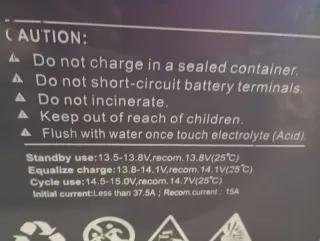 CAUTION:
Do not charge in a sealed container.
Do not short-circuit battery terminals.
Do not incinerate.
Keep out of reach of children.
Flush with water once touch electrolyte (Acid).
Standby use:13.5-13.8V,recom.13.8V(25℃)
Equalize charge:13.8-14.1V,recom.14.1V(25℃)
Cycle use:14.5-15.0V,recom.14.7V(25℃)
Initial current:Less than 37.5A ; Recom.current : 15A